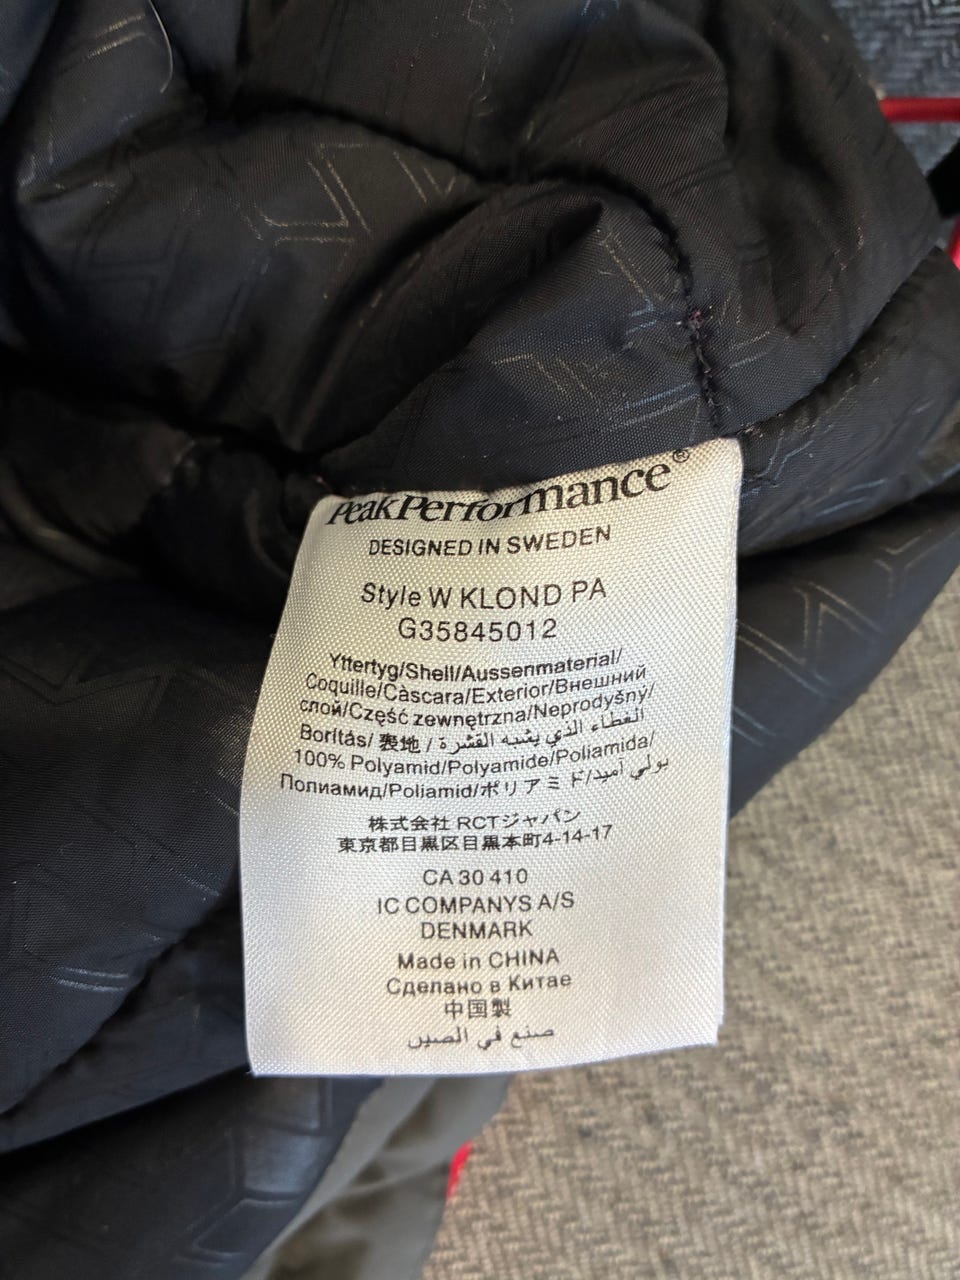 PeakPerformance®
DESIGNED IN SWEDEN
Style W KLOND PA
G35845012
Yttertyg/Shell/Aussenmaterial/
Coquille/Càscara/Exterior/Внешний
слой/Część zewnętrzna/Neprodyšný/
Borítás/ 表地 / الغطاء الذي يشبه القشرة
100% Polyamid/Polyamide/Poliamida/
Полиамид/Poliamid/ポリアミド/بولي آميد
株式会社 RCTジャパン
東京都目黒区目黒本町4-14-17
CA 30 410
IC COMPANYS A/S
DENMARK
Made in CHINA
Сделано в Китае
中国製
صنع في الصين